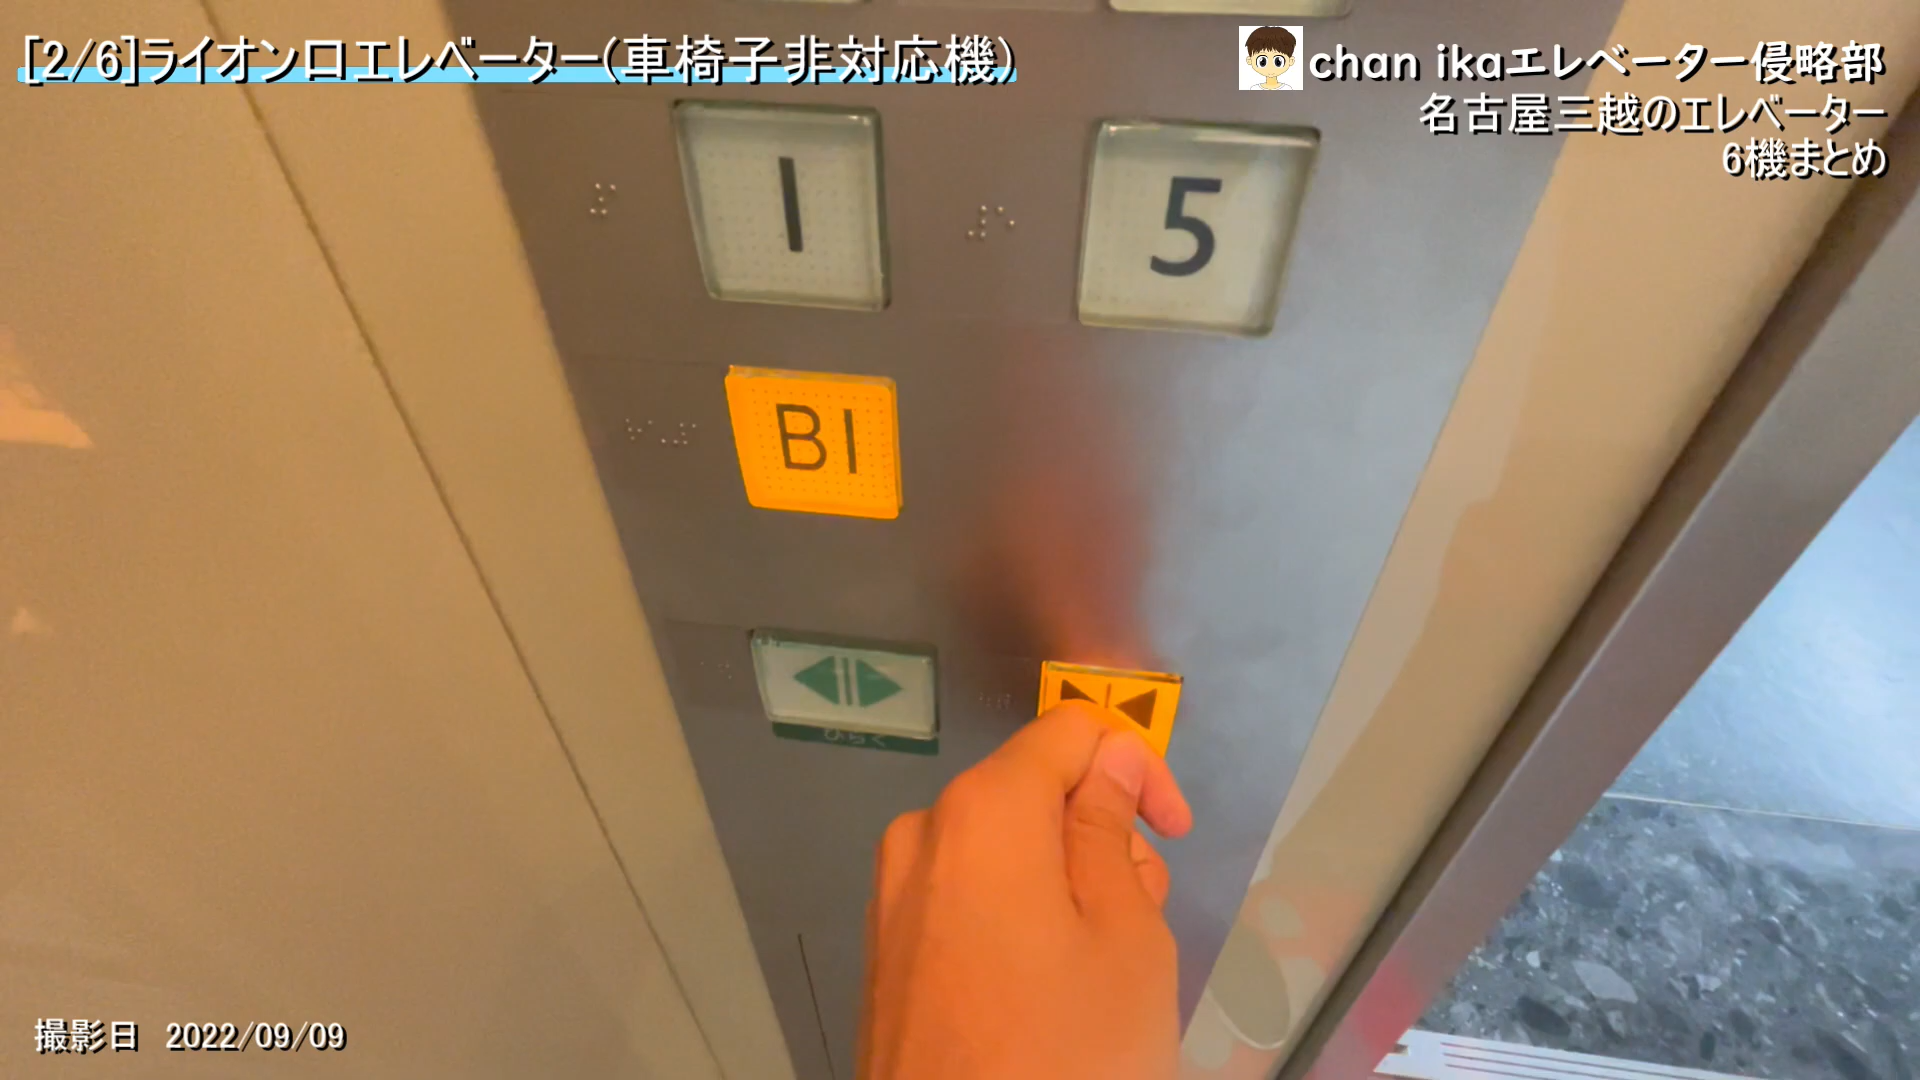 [2/6]ライオン口エレベーター(車椅子非対応機)
chan ikaエレベーター侵略部
名古屋三越のエレベーター
6機まとめ
1
5
B1
ひらく
撮影日 2022/09/09